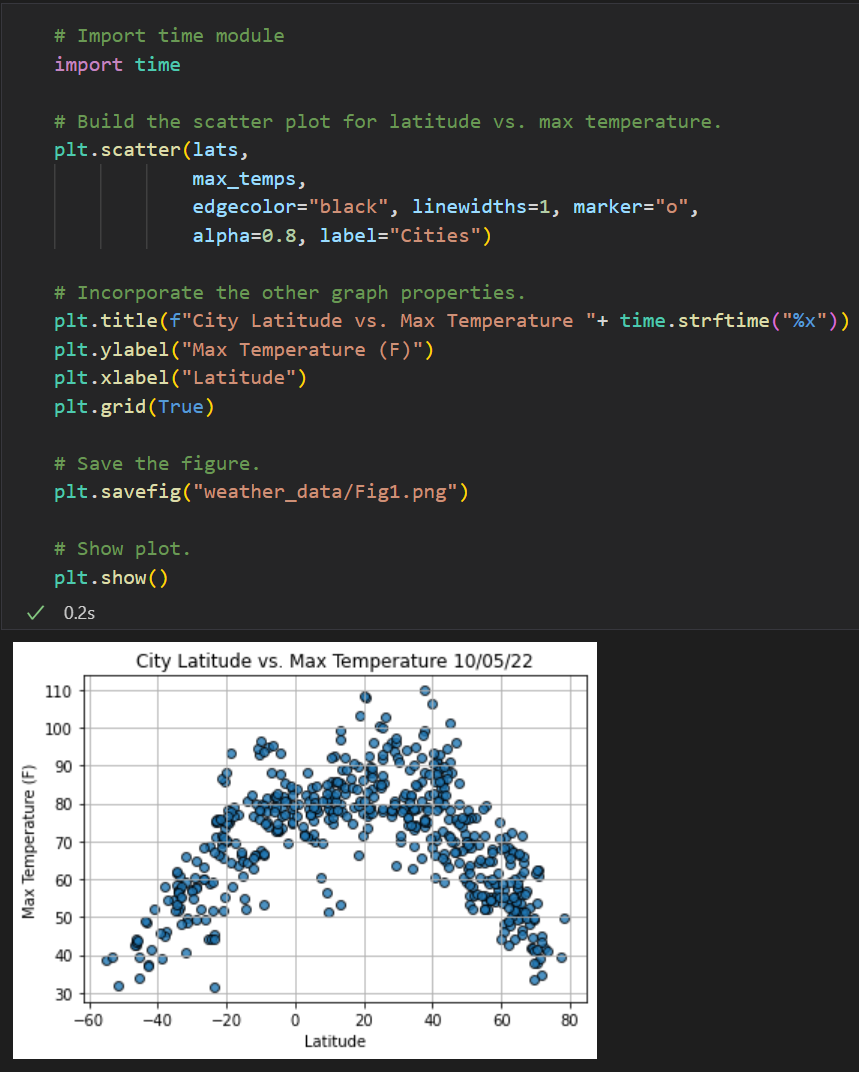 # Import time module
import time
# Build the scatter plot for latitude vs. max temperature.
plt.scatter(lats,
max_temps,
edgecolor="black", linewidths=1, marker="o",
alpha=0.8, label="Cities")
# Incorporate the other graph properties.
plt.title(f"City Latitude vs. Max Temperature "+ time.strftime("%x"))
plt.ylabel("Max Temperature (F)")
plt.xlabel("Latitude")
plt.grid(True)
# Save the figure.
plt.savefig("weather_data/Fig1.png")
# Show plot.
plt.show()
✓ 0.2s
City Latitude vs. Max Temperature 10/05/22
Max Temperature (F)
110
100
90
80
70
60
50
40
30
−60 −40 −20 0 20 40 60 80
Latitude